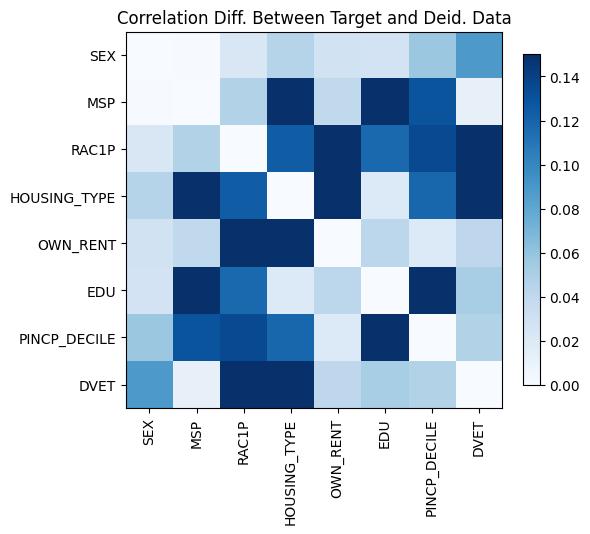 Correlation Diff. Between Target and Deid. Data
SEX
MSP
RAC1P
HOUSING_TYPE
OWN_RENT
EDU
PINCP_DECILE
DVET
SEX
MSP
RAC1P
HOUSING_TYPE
OWN_RENT
EDU
PINCP_DECILE
DVET
0.14
0.12
0.10
0.08
0.06
0.04
0.02
0.00